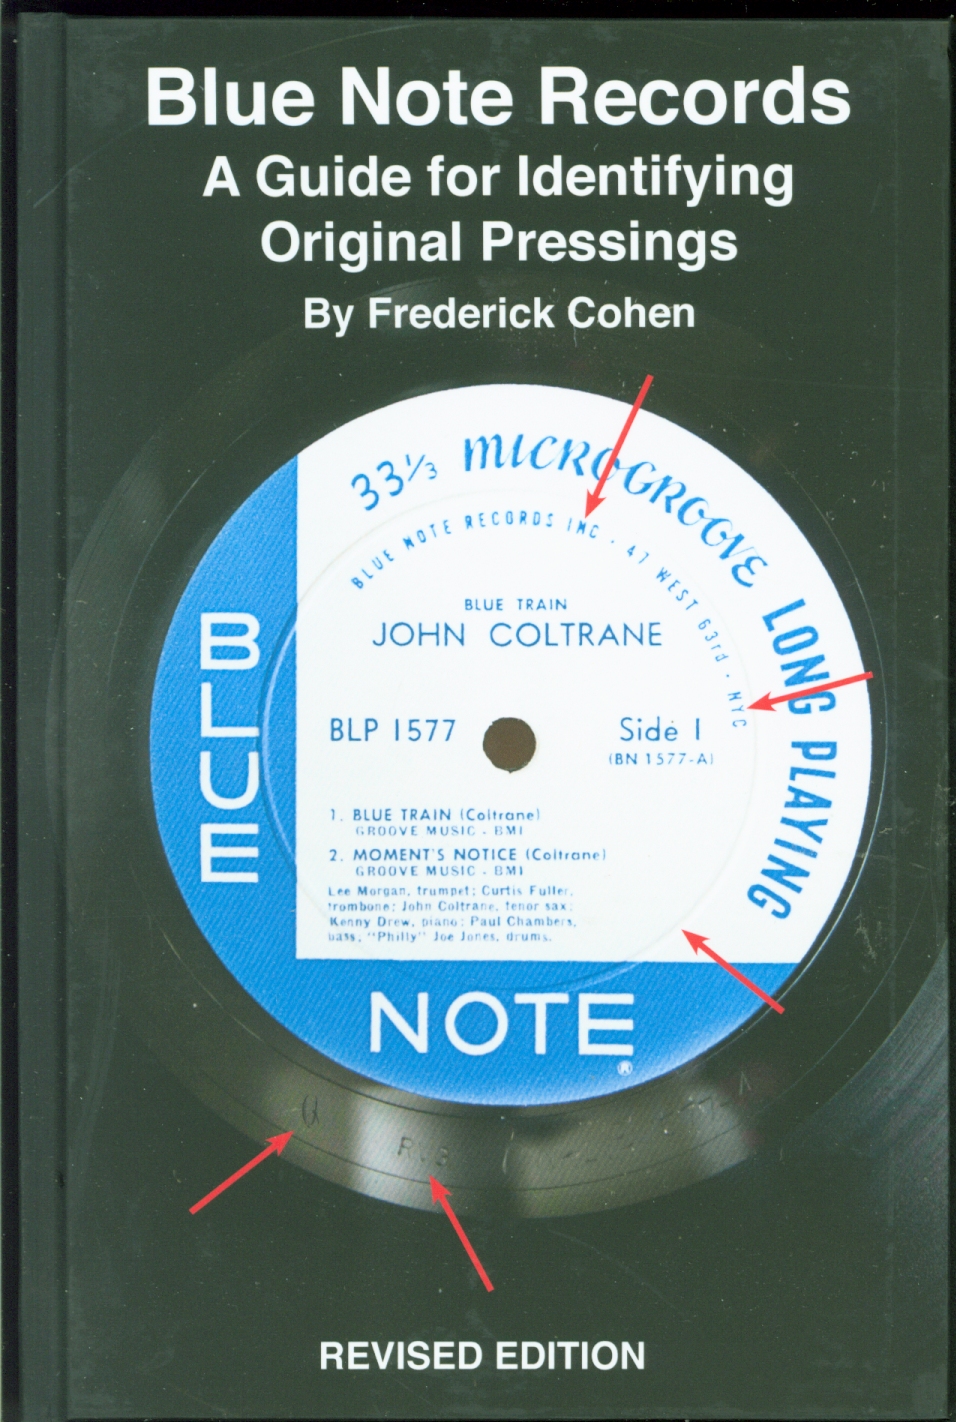 Blue Note Records
A Guide for Identifying
Original Pressings
By Frederick Cohen
33⅓ MICROGROOVE LONG PLAYING
BLUE NOTE RECORDS INC · 47 WEST 63rd · NYC
BLUE TRAIN
JOHN COLTRANE
BLUE
BLP 1577
Side 1
(BN 1577-A)
1. BLUE TRAIN (Coltrane)
GROOVE MUSIC - BMI
2. MOMENT'S NOTICE (Coltrane)
GROOVE MUSIC - BMI
Lee Morgan, trumpet; Curtis Fuller,
trombone; John Coltrane, tenor sax;
Kenny Drew, piano; Paul Chambers,
bass; "Philly" Joe Jones, drums.
NOTE
®
RVG
REVISED EDITION